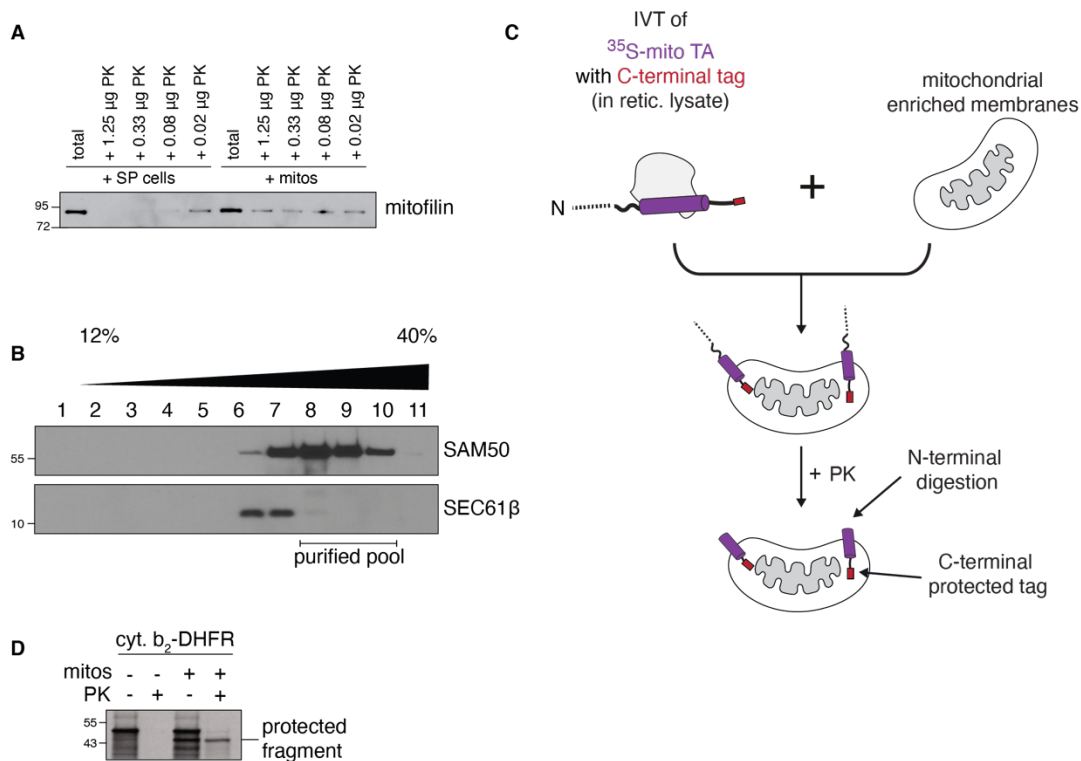 A
total
+ 1.25 µg PK
+ 0.33 µg PK
+ 0.08 µg PK
+ 0.02 µg PK
total
+ 1.25 µg PK
+ 0.33 µg PK
+ 0.08 µg PK
+ 0.02 µg PK
+ SP cells + mitos
95
72
mitofilin
B
12% 40%
1 2 3 4 5 6 7 8 9 10 11
55
SAM50
10
SEC61β
purified pool
C
IVT of
³⁵S-mito TA
with C-terminal tag
(in retic. lysate)
mitochondrial
enriched membranes
N
+
+ PK
N-terminal
digestion
C-terminal
protected tag
D
cyt. b₂-DHFR
mitos - - + +
PK - + - +
55
43
protected
fragment